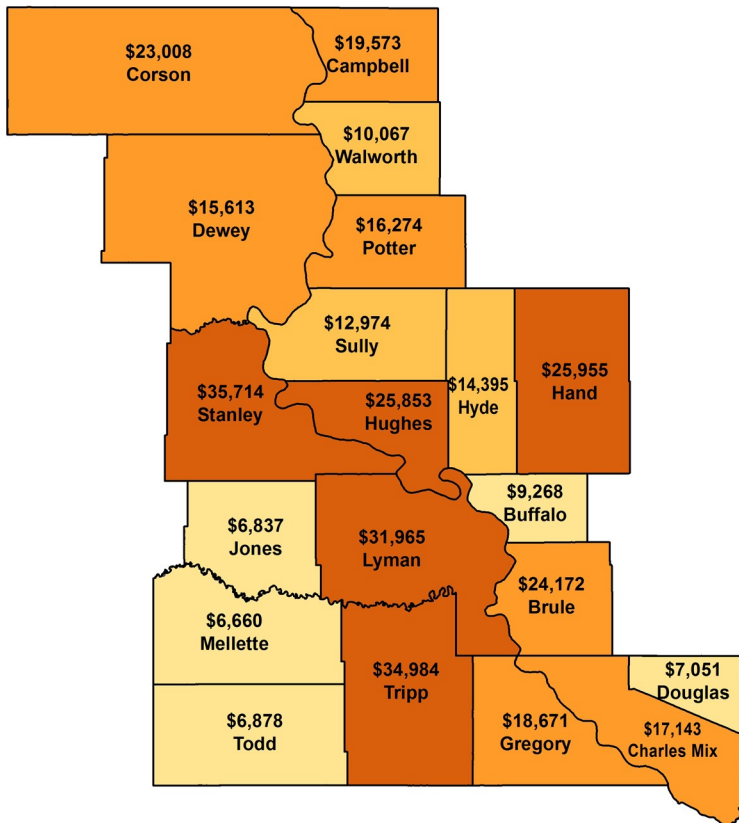 $23,008
Corson
$19,573
Campbell
$10,067
Walworth
$15,613
Dewey
$16,274
Potter
$12,974
Sully
$14,395
Hyde
$25,955
Hand
$35,714
Stanley
$25,853
Hughes
$9,268
Buffalo
$6,837
Jones
$31,965
Lyman
$24,172
Brule
$6,660
Mellette
$34,984
Tripp
$7,051
Douglas
$6,878
Todd
$18,671
Gregory
$17,143
Charles Mix